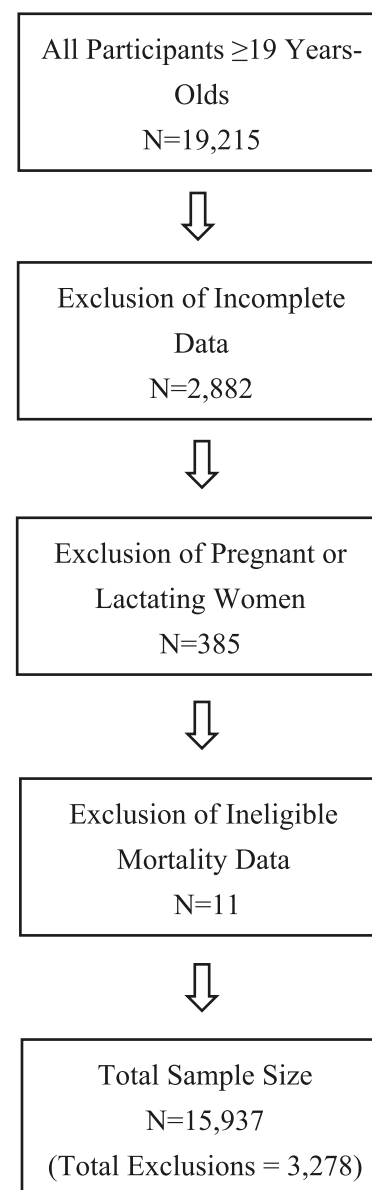 All Participants ≥19 Years-
Olds
N=19,215
Exclusion of Incomplete
Data
N=2,882
Exclusion of Pregnant or
Lactating Women
N=385
Exclusion of Ineligible
Mortality Data
N=11
Total Sample Size
N=15,937
(Total Exclusions = 3,278)